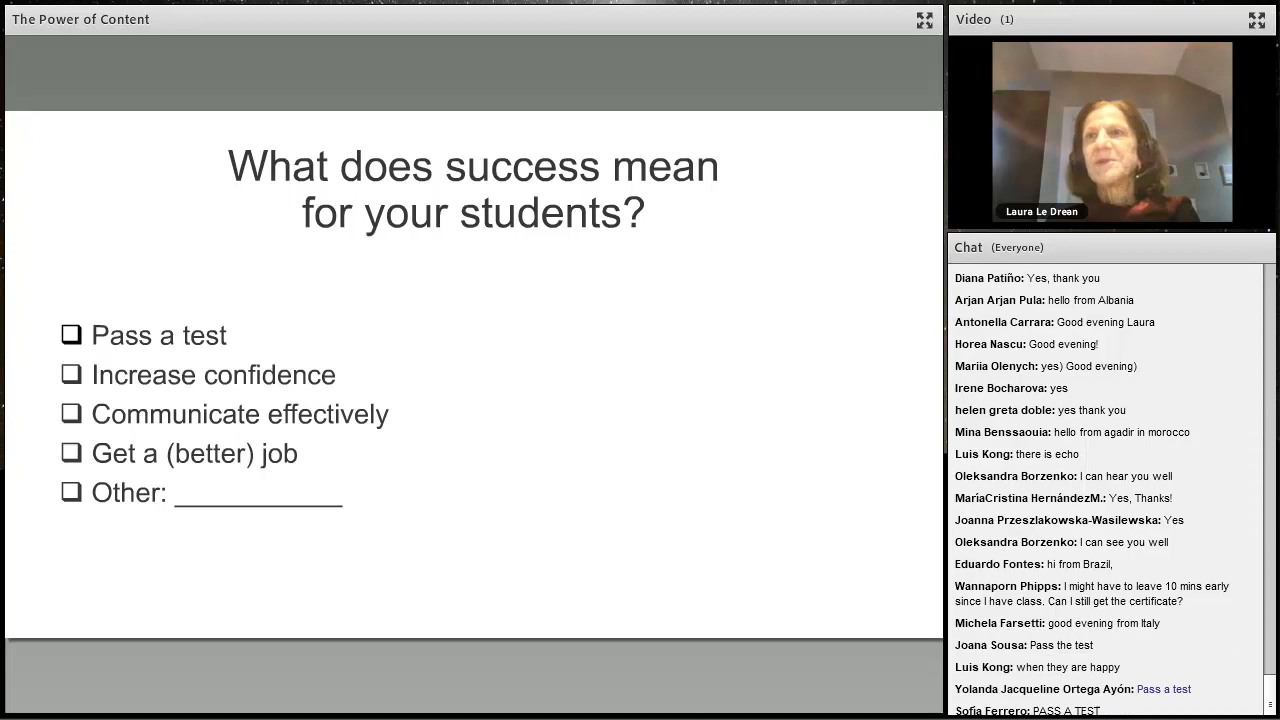 The Power of Content
What does success mean
for your students?
❑ Pass a test
❑ Increase confidence
❑ Communicate effectively
❑ Get a (better) job
❑ Other: ____________
Video (1)
Laura Le Drean
Chat (Everyone)
Diana Patiño: Yes, thank you
Arjan Arjan Pula: hello from Albania
Antonella Carrara: Good evening Laura
Horea Nascu: Good evening!
Mariia Olenych: yes) Good evening)
Irene Bocharova: yes
helen greta doble: yes thank you
Mina Benssaouia: hello from agadir in morocco
Luis Kong: there is echo
Oleksandra Borzenko: I can hear you well
MaríaCristina HernándezM.: Yes, Thanks!
Joanna Przeszlakowska-Wasilewska: Yes
Oleksandra Borzenko: I can see you well
Eduardo Fontes: hi from Brazil,
Wannaporn Phipps: I might have to leave 10 mins early
since I have class. Can I still get the certificate?
Michela Farsetti: good evening from Italy
Joana Sousa: Pass the test
Luis Kong: when they are happy
Yolanda Jacqueline Ortega Ayón: Pass a test
Sofía Ferrero: PASS A TEST